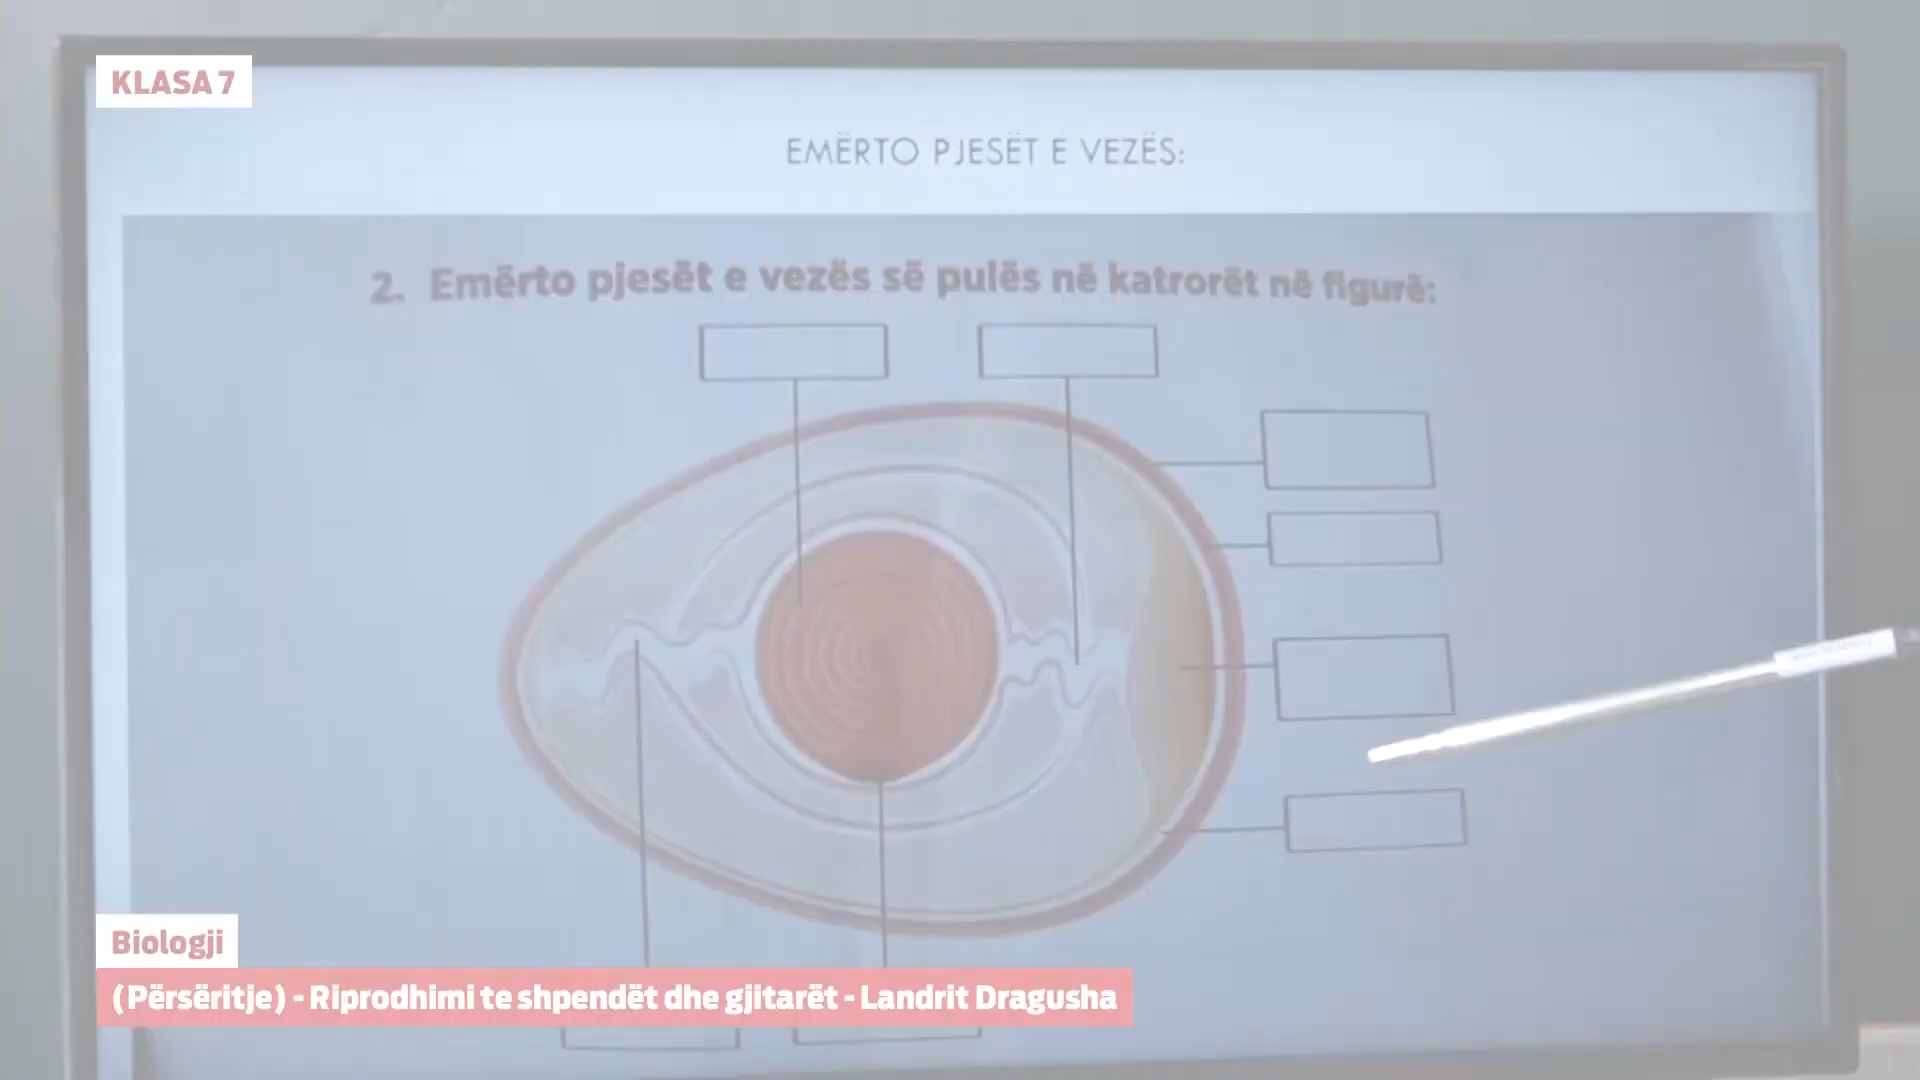 KLASA 7
EMËRTO PJESËT E VEZËS:
2. Emërto pjesët e vezës së pulës në katrorët në figurë:
Biologji
(Përsëritje) - Riprodhimi te shpendët dhe gjitarët - Landrit Dragusha